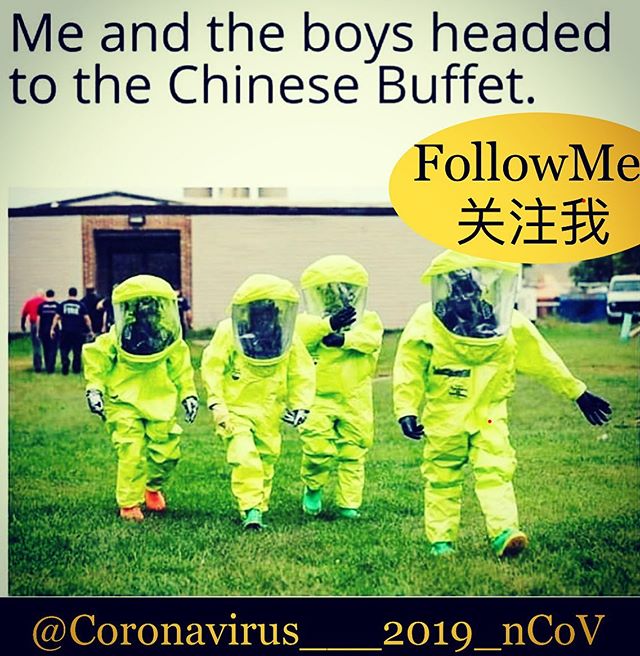 Me and the boys headed
to the Chinese Buffet.
FollowMe
关注我
@Coronavirus___2019_nCoV